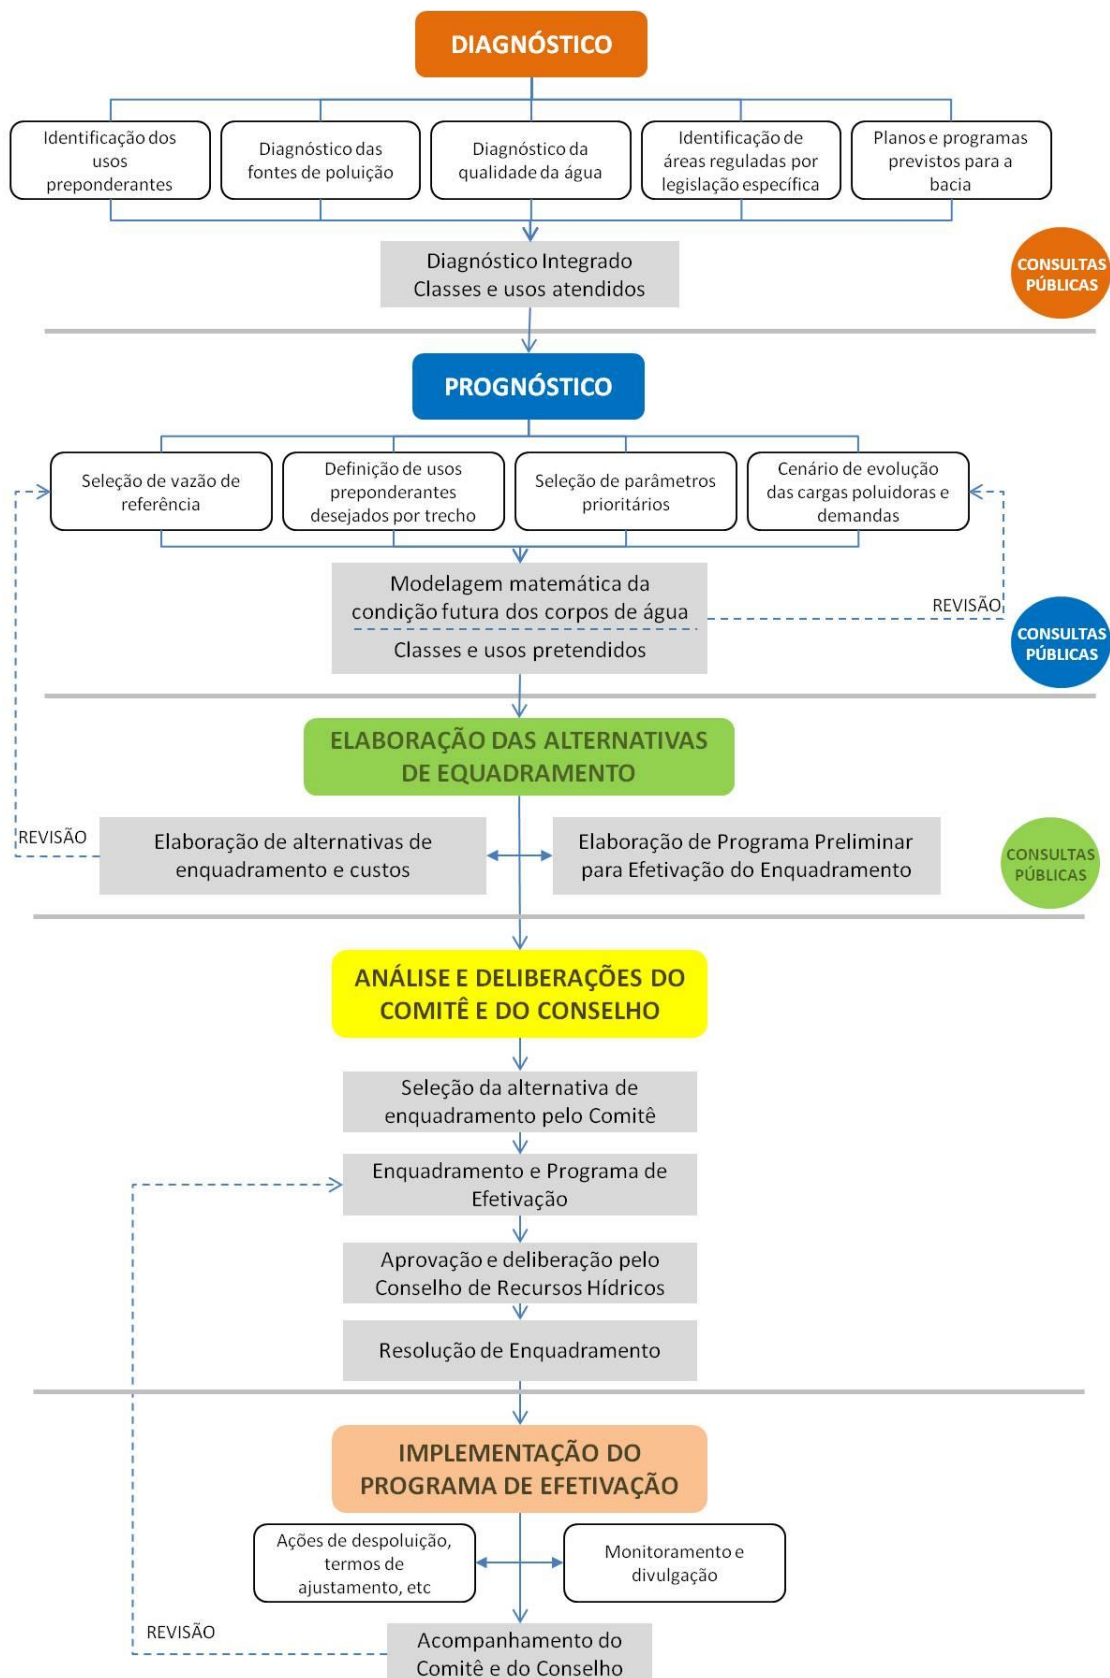 DIAGNÓSTICO
Identificação dos
usos
preponderantes
Diagnóstico das
fontes de poluição
Diagnóstico da
qualidade da água
Identificação de
áreas reguladas por
legislação específica
Planos e programas
previstos para a
bacia
Diagnóstico Integrado
Classes e usos atendidos
CONSULTAS
PÚBLICAS
PROGNÓSTICO
Seleção de vazão de
referência
Definição de usos
preponderantes
desejados por trecho
Seleção de parâmetros
prioritários
Cenário de evolução
das cargas poluidoras e
demandas
Modelagem matemática da
condição futura dos corpos de água
Classes e usos pretendidos
REVISÃO
CONSULTAS
PÚBLICAS
ELABORAÇÃO DAS ALTERNATIVAS
DE EQUADRAMENTO
REVISÃO
Elaboração de alternativas de
enquadramento e custos
Elaboração de Programa Preliminar
para Efetivação do Enquadramento
CONSULTAS
PÚBLICAS
ANÁLISE E DELIBERAÇÕES DO
COMITÊ E DO CONSELHO
Seleção da alternativa de
enquadramento pelo Comitê
Enquadramento e Programa de
Efetivação
Aprovação e deliberação pelo
Conselho de Recursos Hídricos
Resolução de Enquadramento
IMPLEMENTAÇÃO DO
PROGRAMA DE EFETIVAÇÃO
Ações de despoluição,
termos de
ajustamento, etc
Monitoramento e
divulgação
REVISÃO
Acompanhamento do
Comitê e do Conselho